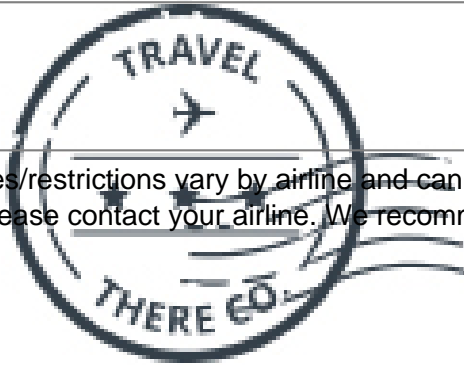 TRAVEL
es/restrictions vary by airline and can
ease contact your airline. We recomm
THERE CO.